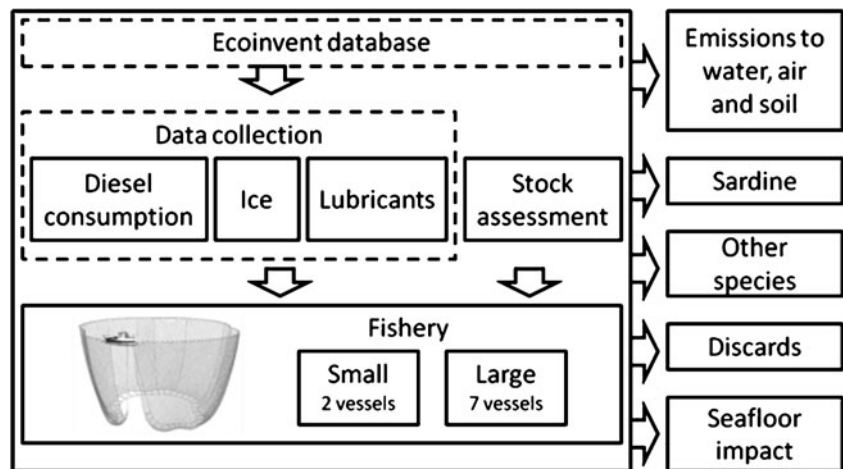 Ecoinvent database
Data collection
Diesel
consumption
Ice
Lubricants
Stock
assessment
Fishery
Small
2 vessels
Large
7 vessels
Emissions to
water, air
and soil
Sardine
Other
species
Discards
Seafloor
impact